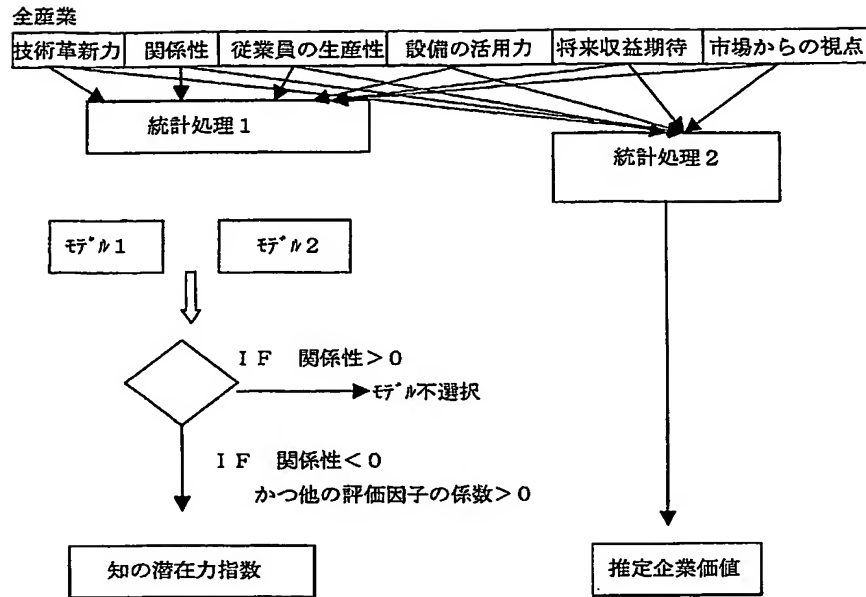 全産業
技術革新力 関係性 従業員の生産性 設備の活用力 将来収益期待 市場からの視点
統計処理1
統計処理2
ﾓﾃﾞﾙ1 ﾓﾃﾞﾙ2
IF 関係性>0
ﾓﾃﾞﾙ不選択
IF 関係性<0
かつ他の評価因子の係数>0
知の潜在力指数
推定企業価値